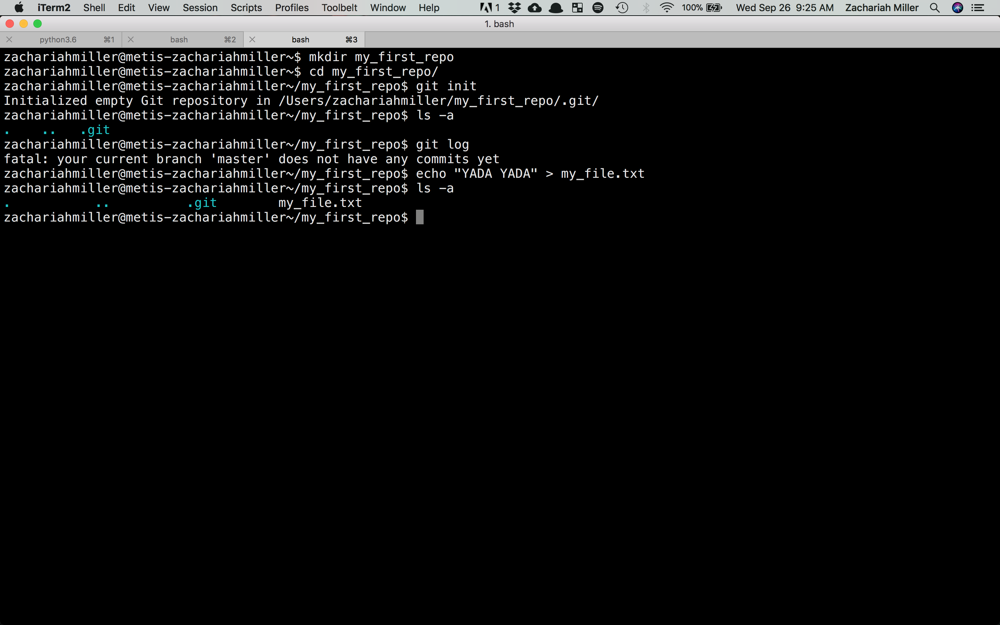 iTerm2 Shell Edit View Session Scripts Profiles Toolbelt Window Help 1 100% Wed Sep 26 9:25 AM Zachariah Miller
1. bash
python3.6 ⌘1 bash ⌘2 bash ⌘3
zachariahmiller@metis-zachariahmiller~$ mkdir my_first_repo
zachariahmiller@metis-zachariahmiller~$ cd my_first_repo/
zachariahmiller@metis-zachariahmiller~/my_first_repo$ git init
Initialized empty Git repository in /Users/zachariahmiller/my_first_repo/.git/
zachariahmiller@metis-zachariahmiller~/my_first_repo$ ls -a
. .. .git
zachariahmiller@metis-zachariahmiller~/my_first_repo$ git log
fatal: your current branch 'master' does not have any commits yet
zachariahmiller@metis-zachariahmiller~/my_first_repo$ echo "YADA YADA" > my_file.txt
zachariahmiller@metis-zachariahmiller~/my_first_repo$ ls -a
. .. .git my_file.txt
zachariahmiller@metis-zachariahmiller~/my_first_repo$